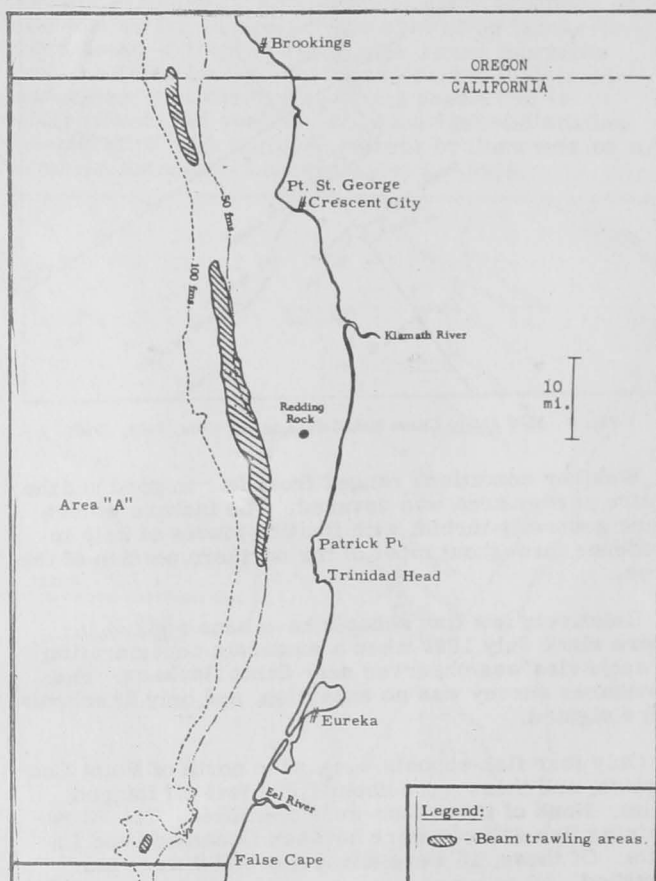 Brookings
OREGON
CALIFORNIA
Pt. St. George
Crescent City
50 fms.
100 fms.
Klamath River
10
mi.
Redding
Rock
Area "A"
Patrick Pt
Trinidad Head
Eureka
Eel River
Legend:
- Beam trawling areas.
False Cape